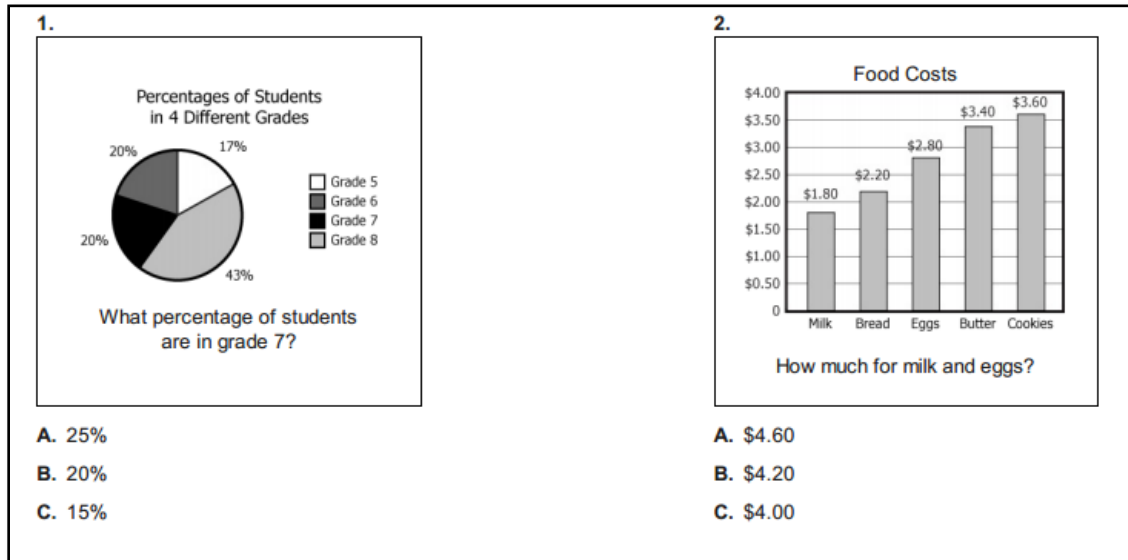 1.
Percentages of Students
in 4 Different Grades
20%
17%
Grade 5
Grade 6
Grade 7
Grade 8
20%
43%
What percentage of students
are in grade 7?
A. 25%
B. 20%
C. 15%
2.
Food Costs
$4.00
$3.50
$3.00
$2.50
$2.00
$1.50
$1.00
$0.50
0
$1.80
$2.20
$2.80
$3.40
$3.60
Milk Bread Eggs Butter Cookies
How much for milk and eggs?
A. $4.60
B. $4.20
C. $4.00